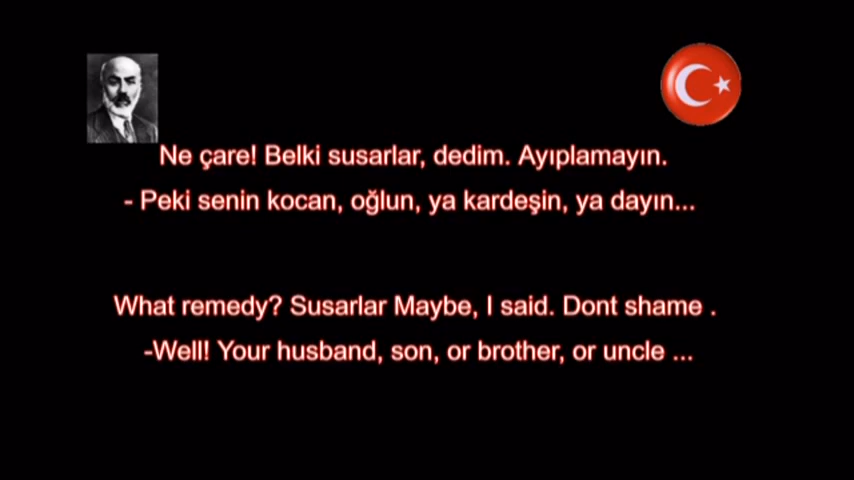 Ne çare! Belki susarlar, dedim. Ayıplamayın.
- Peki senin kocan, oğlun, ya kardeşin, ya dayın...
What remedy? Susarlar Maybe, I said. Dont shame .
-Well! Your husband, son, or brother, or uncle ...